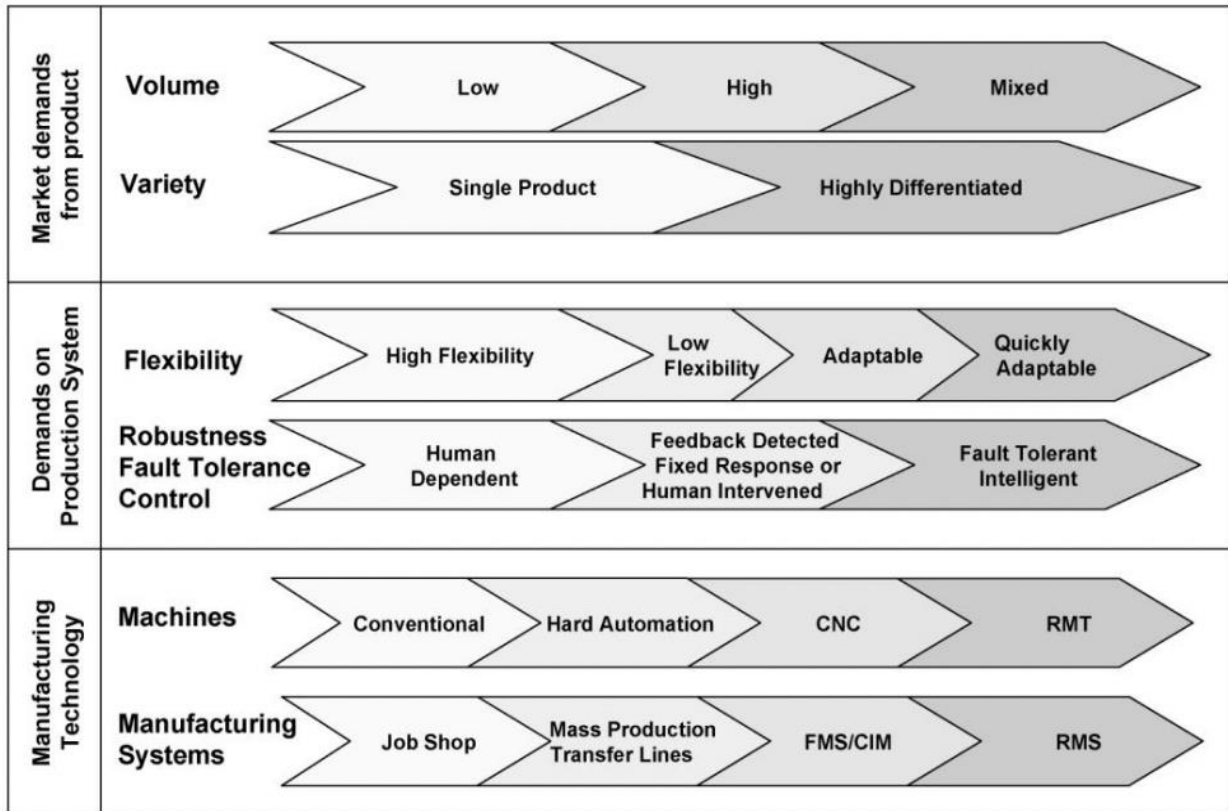 Market demands
from product
Volume
Low
High
Mixed
Variety
Single Product
Highly Differentiated
Demands on
Production System
Flexibility
High Flexibility
Low
Flexibility
Adaptable
Quickly
Adaptable
Robustness
Fault Tolerance
Control
Human
Dependent
Feedback Detected
Fixed Response or
Human Intervened
Fault Tolerant
Intelligent
Manufacturing
Technology
Machines
Conventional
Hard Automation
CNC
RMT
Manufacturing
Systems
Job Shop
Mass Production
Transfer Lines
FMS/CIM
RMS